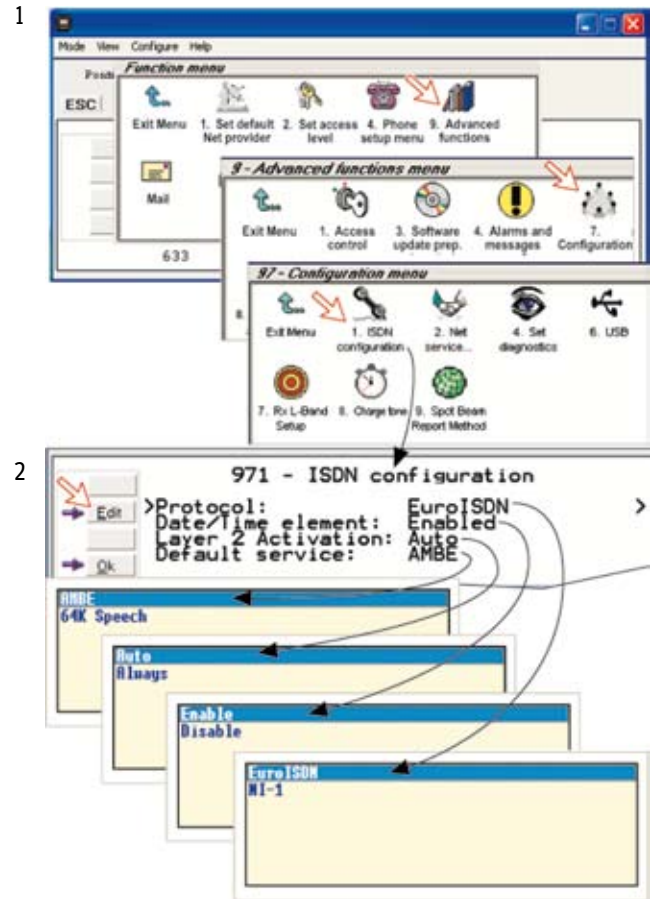 1
Mode View Configure Help
Function menu
ESC
Exit Menu
1. Set default Net provider
2. Set access level
4. Phone setup menu
9. Advanced functions
Mail
633
9 - Advanced functions menu
Exit Menu
1. Access control
3. Software update prep.
4. Alarms and messages
7. Configuration
8.
97 - Configuration menu
Exit Menu
1. ISDN configuration
2. Net service...
4. Set diagnostics
6. USB
7. Rx L-Band Setup
8. Charge tone
9. Spot Beam Report Method
2
971 - ISDN configuration
Edit
>Protocol: EuroISDN >
Date/Time element: Enabled
Layer 2 Activation: Auto
Default service: AMBE
Ok
AMBE
64K Speech
Auto
Always
Enable
Disable
EuroISDN
NI-1